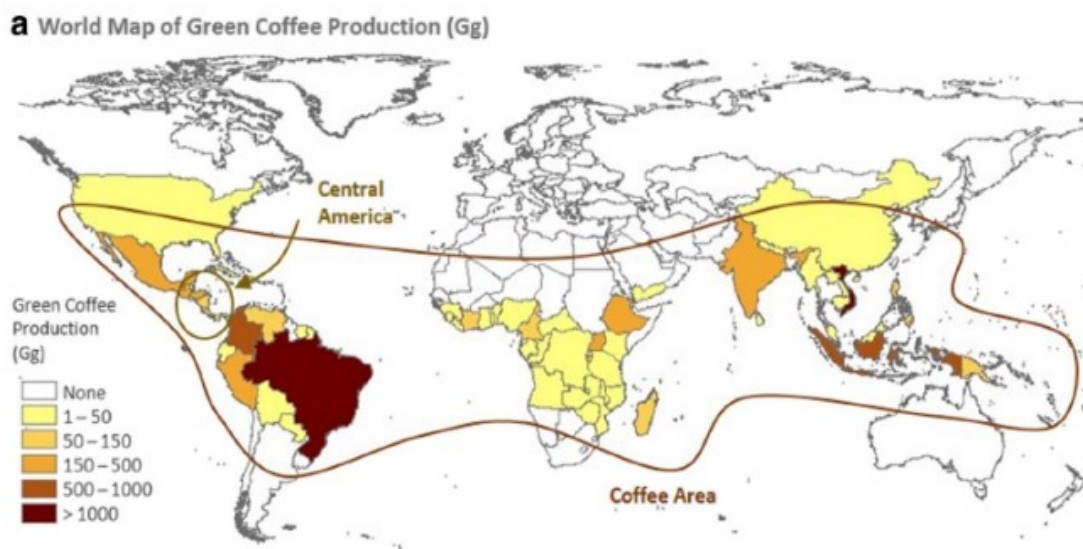 a World Map of Green Coffee Production (Gg)
Central
America
Green Coffee
Production
(Gg)
None
1 – 50
50 – 150
150 – 500
500 – 1000
> 1000
Coffee Area